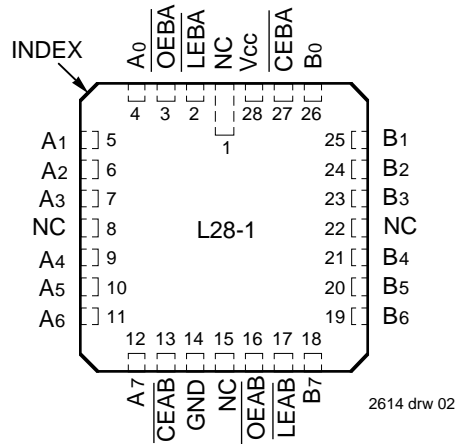 INDEX
A0
OEBA
LEBA
NC
Vcc
CEBA
B0
4
3
2
1
28
27
26
A1 5
A2 6
A3 7
NC 8
A4 9
A5 10
A6 11
L28-1
25 B1
24 B2
23 B3
22 NC
21 B4
20 B5
19 B6
12
13
14
15
16
17
18
A7
CEAB
GND
NC
OEAB
LEAB
B7
2614 drw 02